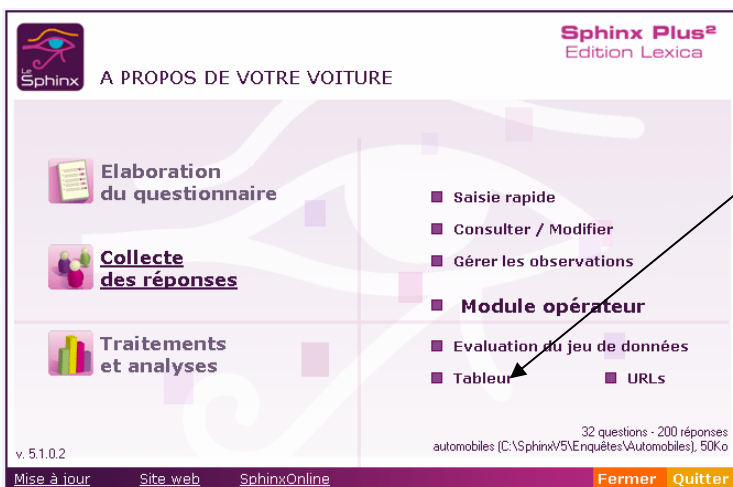 Le
Sphinx
A PROPOS DE VOTRE VOITURE
Sphinx Plus²
Edition Lexica
Elaboration
du questionnaire
Collecte
des réponses
Traitements
et analyses
Saisie rapide
Consulter / Modifier
Gérer les observations
Module opérateur
Evaluation du jeu de données
Tableur
URLs
32 questions - 200 réponses
automobiles (C:\SphinxV5\Enquêtes\Automobiles), 50Ko
v. 5.1.0.2
Mise à jour Site web SphinxOnline Fermer Quitter